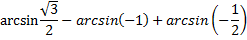 arcsin √3/2 − arcsin(−1) + arcsin(−1/2)